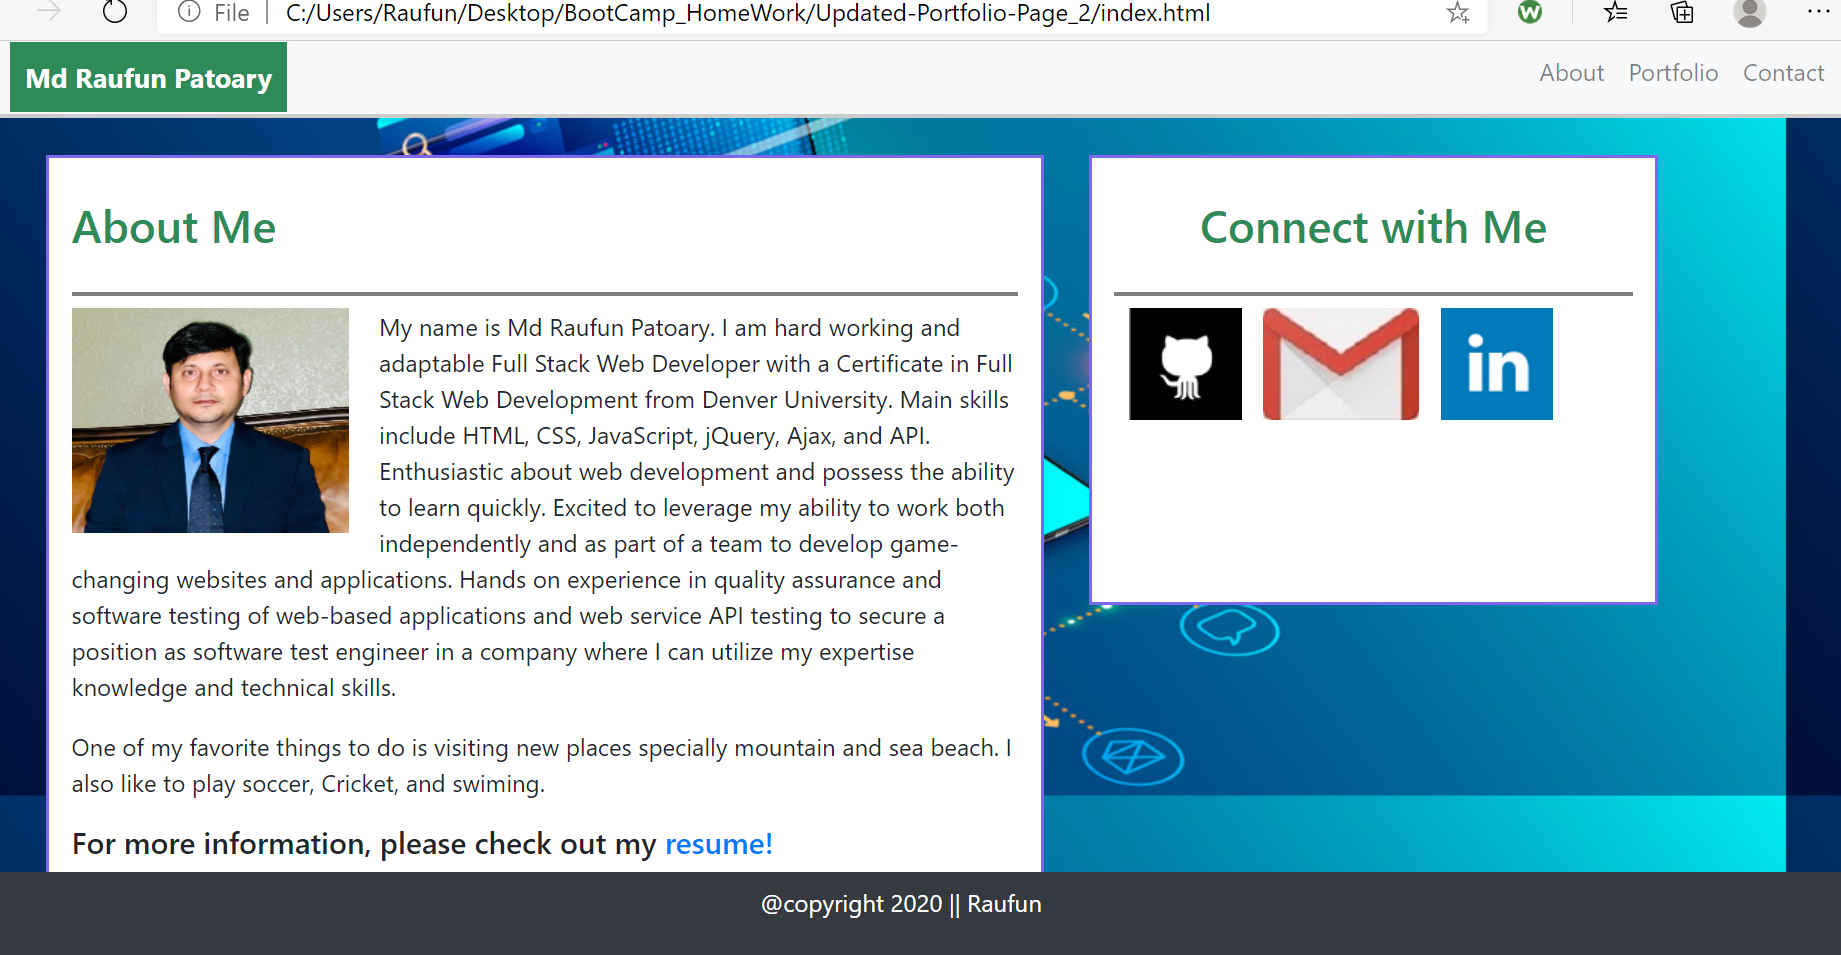 File | C:/Users/Raufun/Desktop/BootCamp_HomeWork/Updated-Portfolio-Page_2/index.html
W
Md Raufun Patoary
About Portfolio Contact
About Me
My name is Md Raufun Patoary. I am hard working and
adaptable Full Stack Web Developer with a Certificate in Full
Stack Web Development from Denver University. Main skills
include HTML, CSS, JavaScript, jQuery, Ajax, and API.
Enthusiastic about web development and possess the ability
to learn quickly. Excited to leverage my ability to work both
independently and as part of a team to develop game-
changing websites and applications. Hands on experience in quality assurance and
software testing of web-based applications and web service API testing to secure a
position as software test engineer in a company where I can utilize my expertise
knowledge and technical skills.
One of my favorite things to do is visiting new places specially mountain and sea beach. I
also like to play soccer, Cricket, and swiming.
For more information, please check out my resume!
Connect with Me
in
@copyright 2020 || Raufun